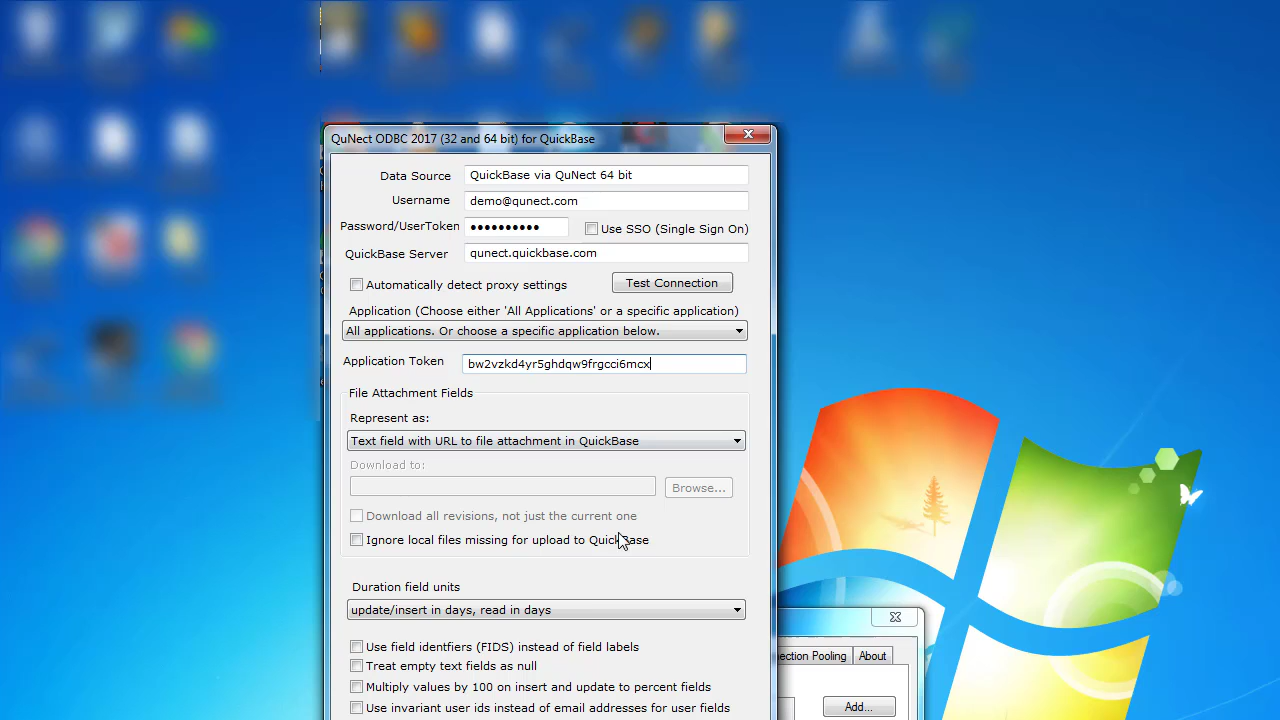 QuNect ODBC 2017 (32 and 64 bit) for QuickBase
Data Source QuickBase via QuNect 64 bit
Username demo@qunect.com
Password/UserToken •••••••••• Use SSO (Single Sign On)
QuickBase Server qunect.quickbase.com
Automatically detect proxy settings Test Connection
Application (Choose either 'All Applications' or a specific application)
All applications. Or choose a specific application below.
Application Token bw2vzkd4yr5ghdqw9frgcci6mcx
File Attachment Fields
Represent as:
Text field with URL to file attachment in QuickBase
Download to:
Browse...
Download all revisions, not just the current one
Ignore local files missing for upload to QuickBase
Duration field units
update/insert in days, read in days
Use field identfiers (FIDS) instead of field labels
Treat empty text fields as null
Multiply values by 100 on insert and update to percent fields
Use invariant user ids instead of email addresses for user fields
Pooling About
Add...